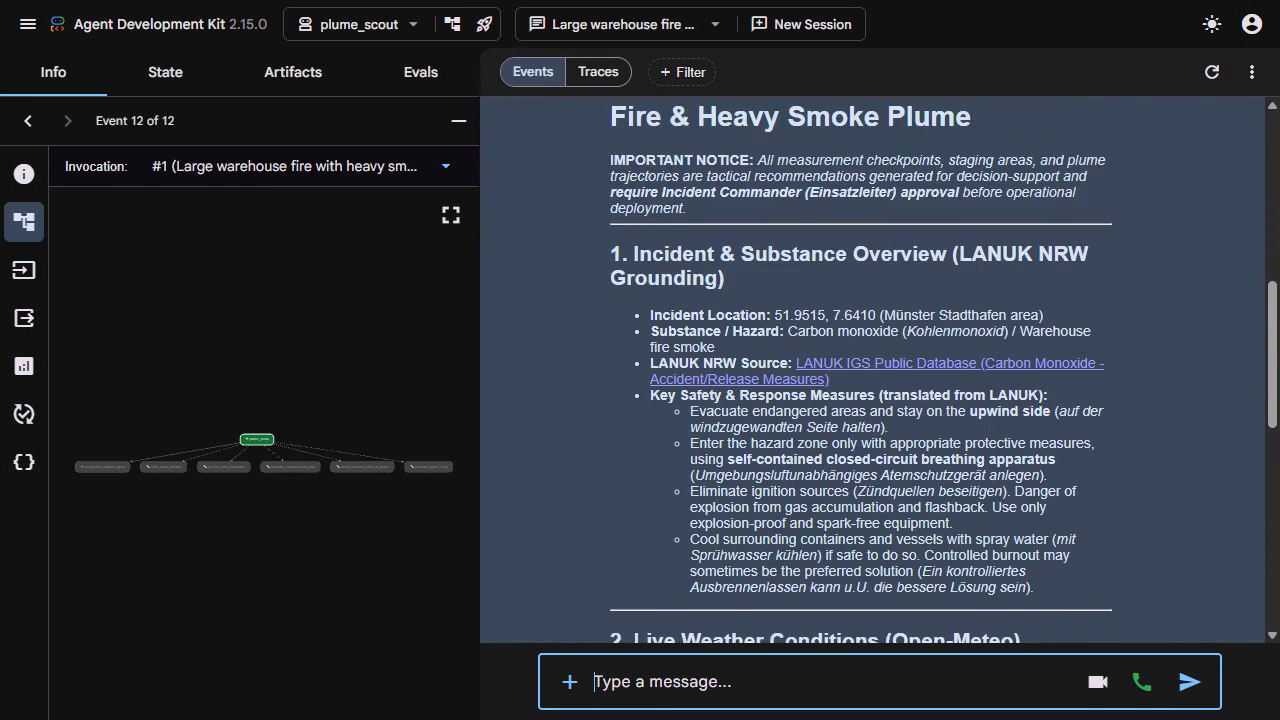 Agent Development Kit 2.15.0
plume_scout
Large warehouse fire ...
New Session
Info
State
Artifacts
Evals
Events
Traces
+ Filter
Event 12 of 12
Invocation:
#1 (Large warehouse fire with heavy sm...
Fire & Heavy Smoke Plume
IMPORTANT NOTICE: All measurement checkpoints, staging areas, and plume
trajectories are tactical recommendations generated for decision-support and
require Incident Commander (Einsatzleiter) approval before operational
deployment.
1. Incident & Substance Overview (LANUK NRW
Grounding)
• Incident Location: 51.9515, 7.6410 (Münster Stadthafen area)
• Substance / Hazard: Carbon monoxide (Kohlenmonoxid) / Warehouse
fire smoke
• LANUK NRW Source: LANUK IGS Public Database (Carbon Monoxide -
Accident/Release Measures)
• Key Safety & Response Measures (translated from LANUK):
◦ Evacuate endangered areas and stay on the upwind side (auf der
windzugewandten Seite halten).
◦ Enter the hazard zone only with appropriate protective measures,
using self-contained closed-circuit breathing apparatus
(Umgebungsluftunabhängiges Atemschutzgerät anlegen).
◦ Eliminate ignition sources (Zündquellen beseitigen). Danger of
explosion from gas accumulation and flashback. Use only
explosion-proof and spark-free equipment.
◦ Cool surrounding containers and vessels with spray water (mit
Sprühwasser kühlen) if safe to do so. Controlled burnout may
sometimes be the preferred solution (Ein kontrolliertes
Ausbrennenlassen kann u.U. die bessere Lösung sein).
2. Live Weather Conditions (Open-Meteo)
Type a message...